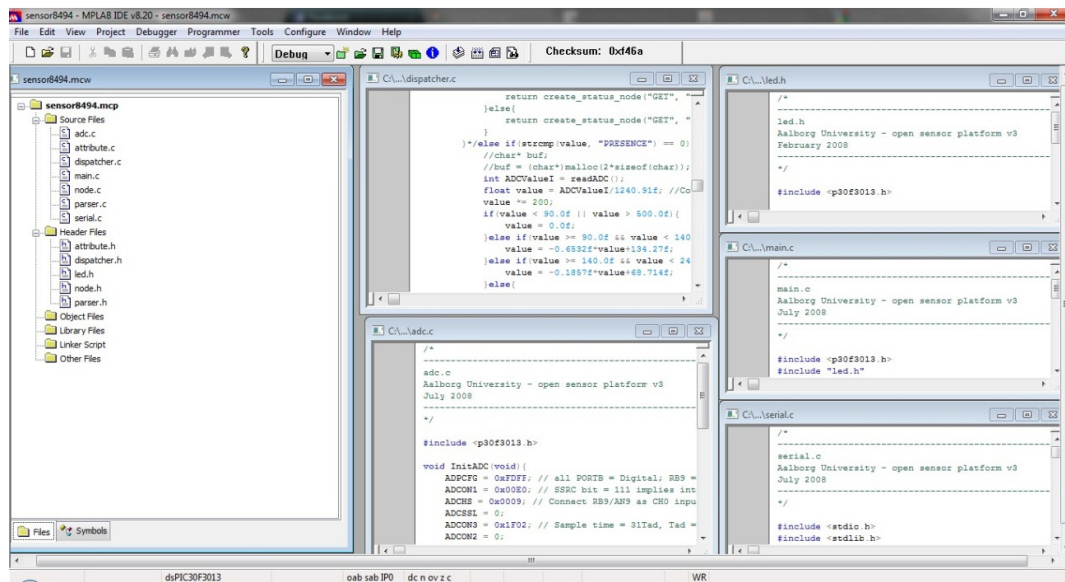 sensor8494 - MPLAB IDE v8.20 - sensor8494.mcw
File Edit View Project Debugger Programmer Tools Configure Window Help
Debug
Checksum: 0xf46a
sensor8494.mcw
sensor8494.mcp
Source Files
adc.c
attribute.c
dispatcher.c
main.c
node.c
parser.c
serial.c
Header Files
attribute.h
dispatcher.h
led.h
node.h
parser.h
Object Files
Library Files
Linker Script
Other Files
Files Symbols
C:\...\dispatcher.c
return create_status_node("GET", "
}else{
return create_status_node("GET", "
}
}*/else if(strcmp(value, "PRESENCE") == 0)
//char* buf;
//buf = (char*)malloc(2*sizeof(char));
int ADCValueI = readADC();
float value = ADCValueI/1240.91f; //Co
value *= 200;
if(value < 90.0f || value > 500.0f){
value = 0.0f;
}else if(value >= 90.0f && value < 140
value = -0.6532f*value+134.27f;
}else if(value >= 140.0f && value < 24
value = -0.1857f*value+68.714f;
}else{
C:\...\adc.c
/*
------------------------------------------------
adc.c
Aalborg University - open sensor platform v3
July 2008
------------------------------------------------
*/
#include <p30f3013.h>
void InitADC(void){
ADPCFG = 0xFDFF; // all PORTB = Digital; RB9 =
ADCON1 = 0x00E0; // SSRC bit = 111 implies int
ADCHS = 0x0009; // Connect RB9/AN9 as CH0 inpu
ADCSSL = 0;
ADCON3 = 0x1F02; // Sample time = 31Tad, Tad =
ADCON2 = 0;
C:\...\led.h
/*
------------------------------------------------
led.h
Aalborg University - open sensor platform v3
February 2008
------------------------------------------------
*/
#include <p30f3013.h>
C:\...\main.c
/*
------------------------------------------------
main.c
Aalborg University - open sensor platform v3
July 2008
------------------------------------------------
*/
#include <p30f3013.h>
#include "led.h"
C:\...\serial.c
/*
------------------------------------------------
serial.c
Aalborg University - open sensor platform v3
July 2008
------------------------------------------------
*/
#include <stdio.h>
#include <stdlib.h>
dsPIC30F3013 oab sab IP0 dc n ov z c WR